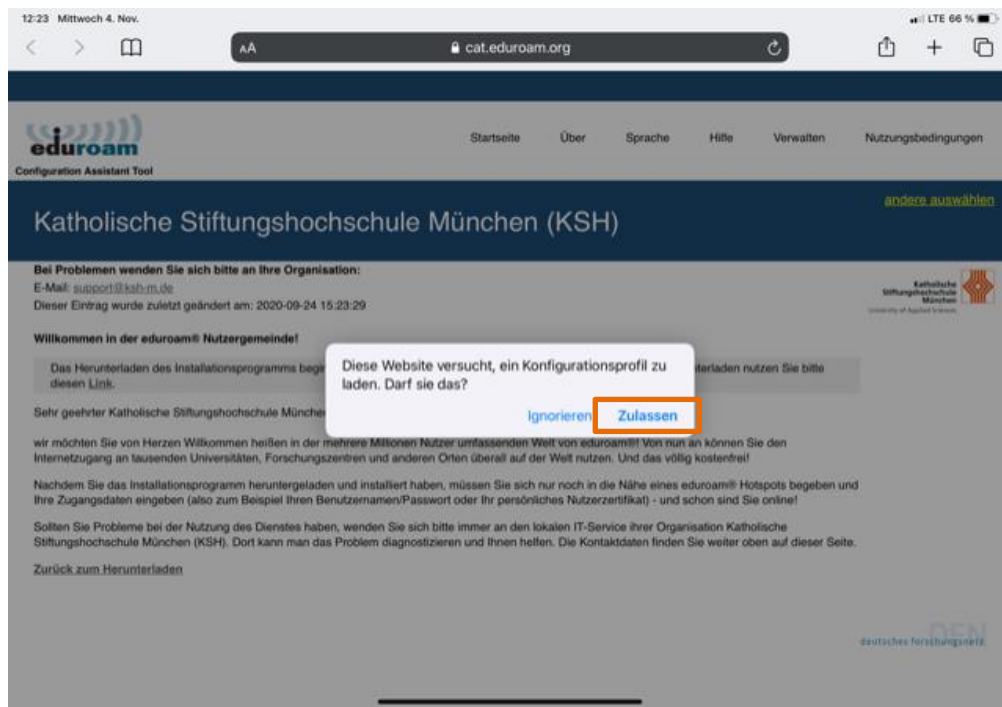 12:23 Mittwoch 4. Nov.
LTE 66 %
AA
cat.eduroam.org
eduroam
Configuration Assistant Tool
Startseite Über Sprache Hilfe Verwalten Nutzungsbedingungen
andere auswählen
Katholische Stiftungshochschule München (KSH)
Bei Problemen wenden Sie sich bitte an Ihre Organisation:
E-Mail: support@ksh-m.de
Dieser Eintrag wurde zuletzt geändert am: 2020-09-24 15:23:29
Katholische
Stiftungshochschule
München
University of Applied Sciences
Willkommen in der eduroam® Nutzergemeinde!
Das Herunterladen des Installationsprogramms begin
terladen nutzen Sie bitte
diesen Link.
Diese Website versucht, ein Konfigurationsprofil zu
laden. Darf sie das?
Ignorieren Zulassen
Sehr geehrter Katholische Stiftungshochschule München
wir möchten Sie von Herzen Willkommen heißen in der mehrere Millionen Nutzer umfassenden Welt von eduroam®! Von nun an können Sie den
Internetzugang an tausenden Universitäten, Forschungszentren und anderen Orten überall auf der Welt nutzen. Und das völlig kostenfrei!
Nachdem Sie das Installationsprogramm heruntergeladen und installiert haben, müssen Sie sich nur noch in die Nähe eines eduroam® Hotspots begeben und
Ihre Zugangsdaten eingeben (also zum Beispiel Ihren Benutzernamen/Passwort oder Ihr persönliches Nutzerzertifikat) - und schon sind Sie online!
Sollten Sie Probleme bei der Nutzung des Dienstes haben, wenden Sie sich bitte immer an den lokalen IT-Service ihrer Organisation Katholische
Stiftungshochschule München (KSH). Dort kann man das Problem diagnostizieren und Ihnen helfen. Die Kontaktdaten finden Sie weiter oben auf dieser Seite.
Zurück zum Herunterladen
DFN
deutsches forschungsnetz